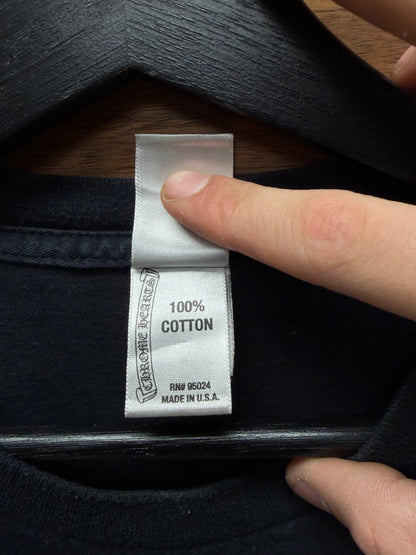 CHROME HEARTS
100%
COTTON
RN# 95024
MADE IN U.S.A.